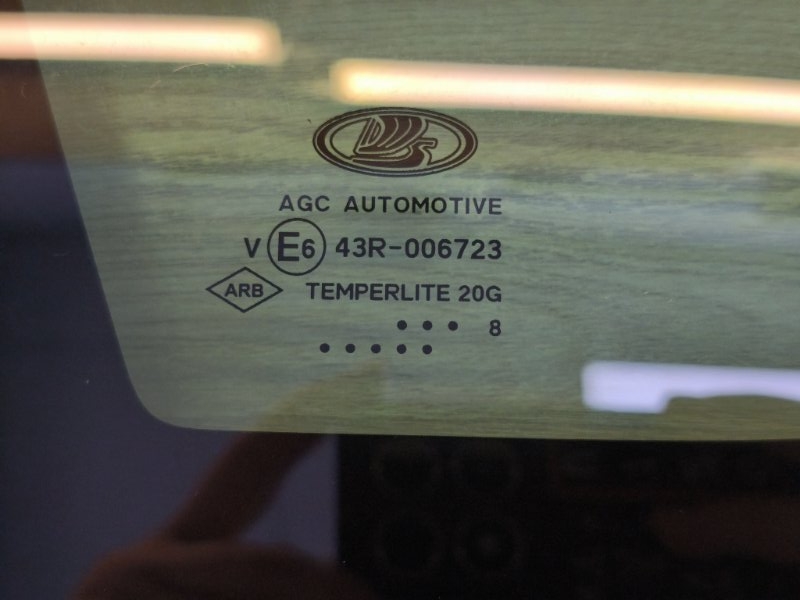 AGC AUTOMOTIVE
V E6 43R-006723
ARB TEMPERLITE 20G
• • • 8
• • • • •